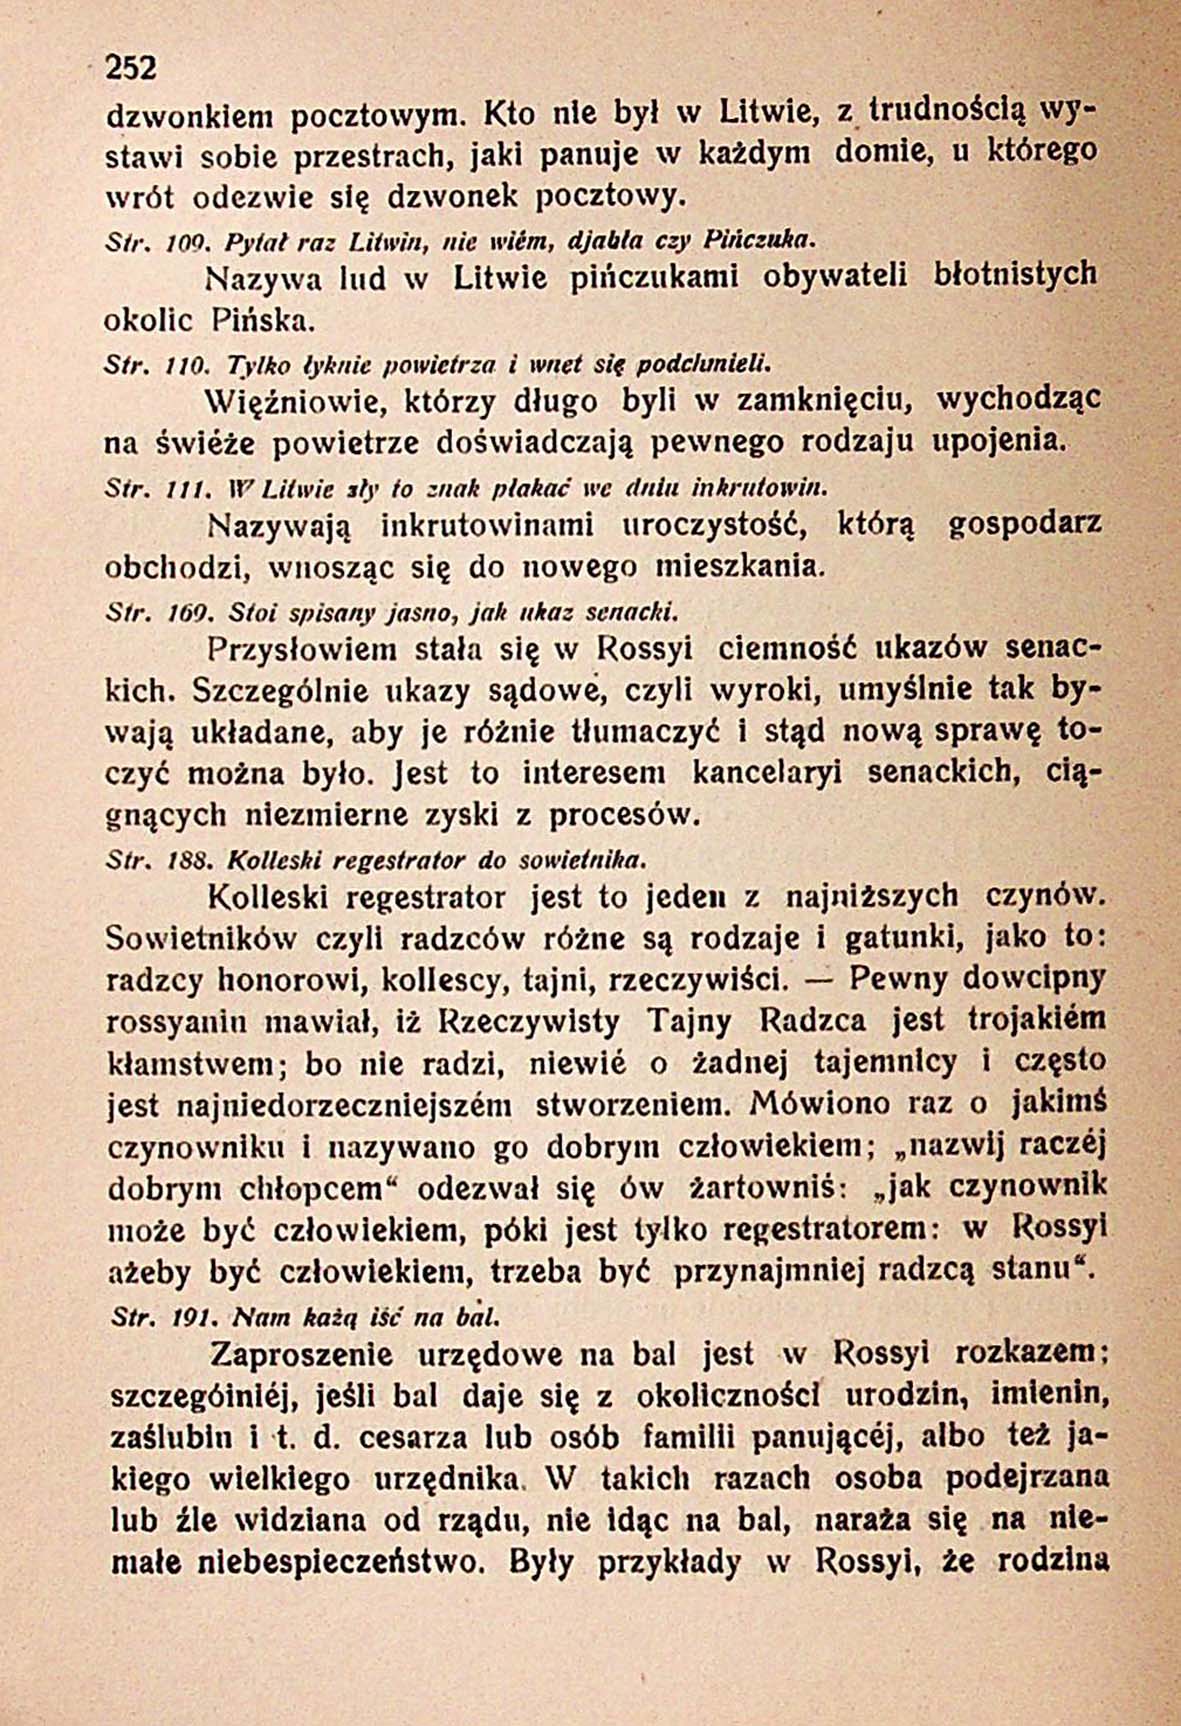 252
dzwonkiem pocztowym. Kto nie był w Litwie, z trudnością wy-
stawi sobie przestrach, jaki panuje w każdym domie, u którego
wrót odezwie się dzwonek pocztowy.
Str. 109. Pytał raz Litwin, nie wiém, djabła czy Pińczuka.
Nazywa lud w Litwie pińczukami obywateli błotnistych
okolic Pińska.
Str. 110. Tylko łyknie powietrza i wnet się podchmieli.
Więźniowie, którzy długo byli w zamknięciu, wychodząc
na świéże powietrze doświadczają pewnego rodzaju upojenia.
Str. 111. W Litwie zły to znak płakać we dniu inkrutowin.
Nazywają inkrutowinami uroczystość, którą gospodarz
obchodzi, wnosząc się do nowego mieszkania.
Str. 169. Stoi spisany jasno, jak ukaz senacki.
Przysłowiem stała się w Rossyi ciemność ukazów senac-
kich. Szczególnie ukazy sądowe, czyli wyroki, umyślnie tak by-
wają układane, aby je różnie tłumaczyć i stąd nową sprawę to-
czyć można było. Jest to interesem kancelaryi senackich, cią-
gnących niezmierne zyski z procesów.
Str. 188. Kolleski regestrator do sowietnika.
Kolleski regestrator jest to jeden z najniższych czynów.
Sowietników czyli radzców różne są rodzaje i gatunki, jako to:
radzcy honorowi, kollescy, tajni, rzeczywiści. — Pewny dowcipny
rossyanin mawiał, iż Rzeczywisty Tajny Radzca jest trojakiém
kłamstwem; bo nie radzi, niewié o żadnej tajemnicy i często
jest najniedorzeczniejszém stworzeniem. Mówiono raz o jakimś
czynowniku i nazywano go dobrym człowiekiem; „nazwij raczéj
dobrym chłopcem“ odezwał się ów żartowniś: „jak czynownik
może być człowiekiem, póki jest tylko regestratorem: w Rossyi
ażeby być człowiekiem, trzeba być przynajmniej radzcą stanu“.
Str. 191. Nam każą iść na bal.
Zaproszenie urzędowe na bal jest w Rossyi rozkazem;
szczególniéj, jeśli bal daje się z okoliczności urodzin, imienin,
zaślubin i t. d. cesarza lub osób familii panującéj, albo też ja-
kiego wielkiego urzędnika. W takich razach osoba podejrzana
lub źle widziana od rządu, nie idąc na bal, naraża się na nie-
małe niebespieczeństwo. Były przykłady w Rossyi, że rodzina